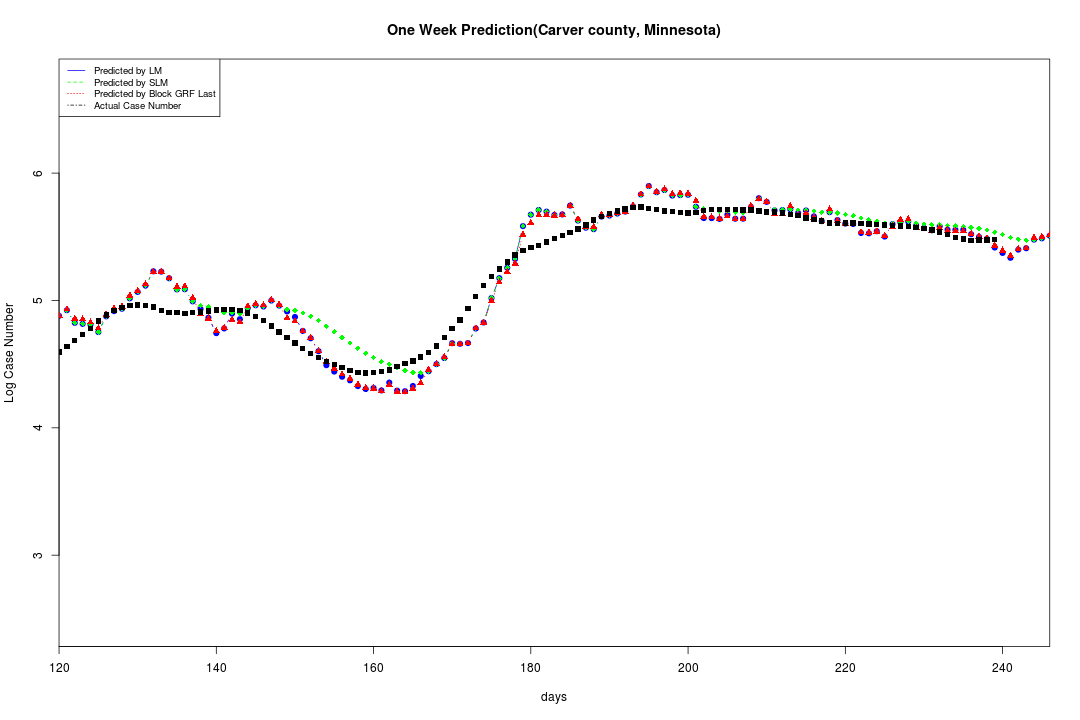 One Week Prediction(Carver county, Minnesota)
Predicted by LM
Predicted by SLM
Predicted by Block GRF Last
Actual Case Number
6
5
4
3
Log Case Number
120 140 160 180 200 220 240
days